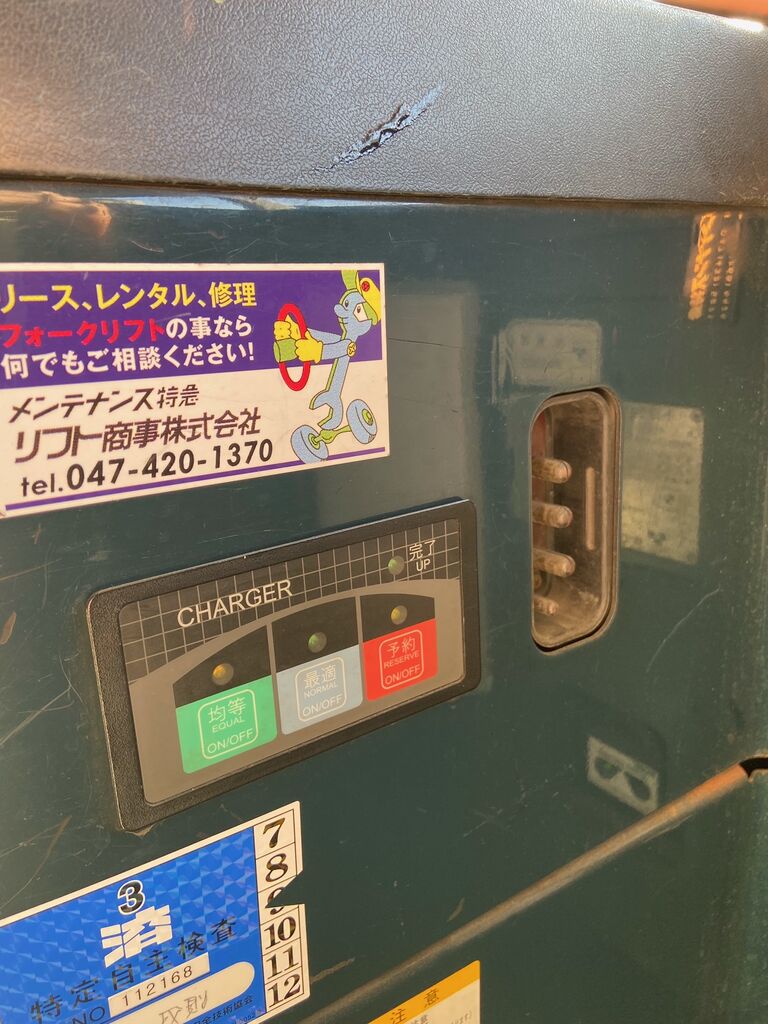 リース、レンタル、修理
フォークリフトの事なら
何でもご相談ください!
メンテナンス特急
リフト商事株式会社
tel.047-420-1370
完了
UP
CHARGER
均等
EQUAL
ON/OFF
最適
NORMAL
ON/OFF
予約
RESERVE
ON/OFF
7
8
10
11
12
3
済
特定自主検査
NO 112168
注意